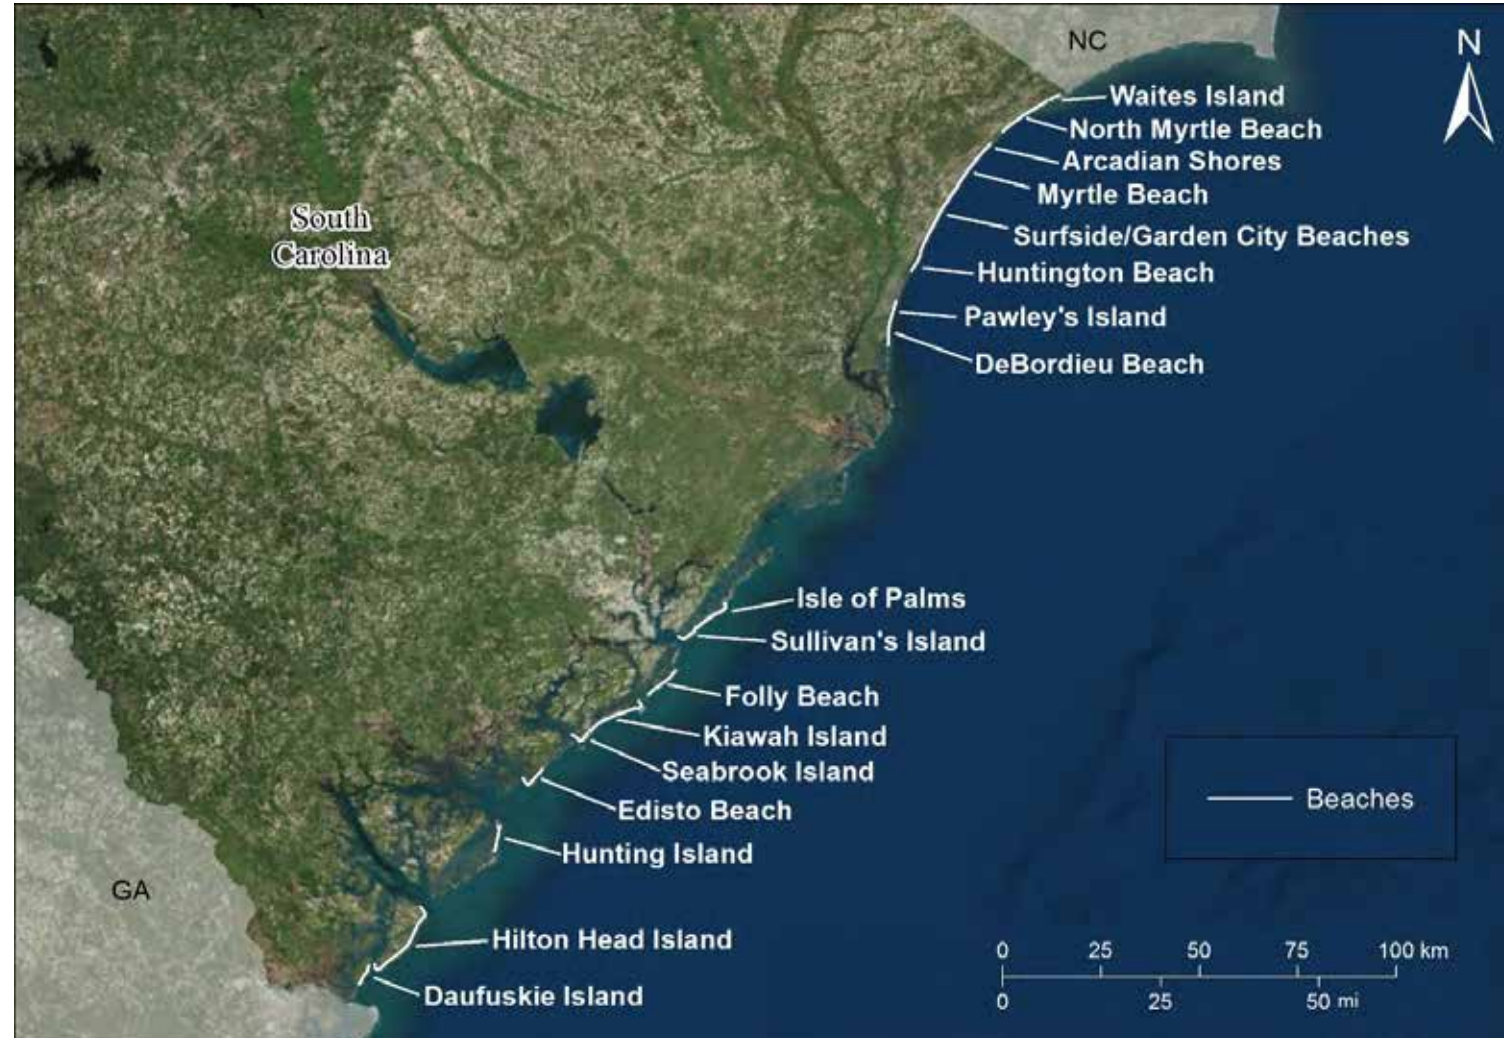 NC
N
Waites Island
North Myrtle Beach
Arcadian Shores
Myrtle Beach
South
Carolina
Surfside/Garden City Beaches
Huntington Beach
Pawley's Island
DeBordieu Beach
Isle of Palms
Sullivan's Island
Folly Beach
Kiawah Island
Seabrook Island
Beaches
Edisto Beach
Hunting Island
GA
Hilton Head Island
Daufuskie Island
0 25 50 75 100 km
0 25 50 mi